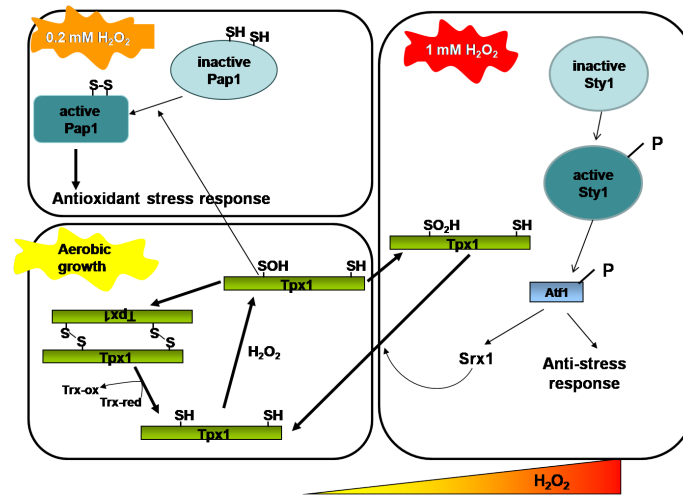 0.2 mM H₂O₂
SH
SH
inactive
Pap1
S-S
active
Pap1
Antioxidant stress response
1 mM H₂O₂
inactive
Sty1
P
active
Sty1
SO₂H
SH
Tpx1
P
Atf1
Srx1
Anti-stress
response
Aerobic
growth
SOH
SH
Tpx1
Tpx1
S
S
S
S
Tpx1
H₂O₂
Trx-ox
Trx-red
SH
SH
Tpx1
H₂O₂